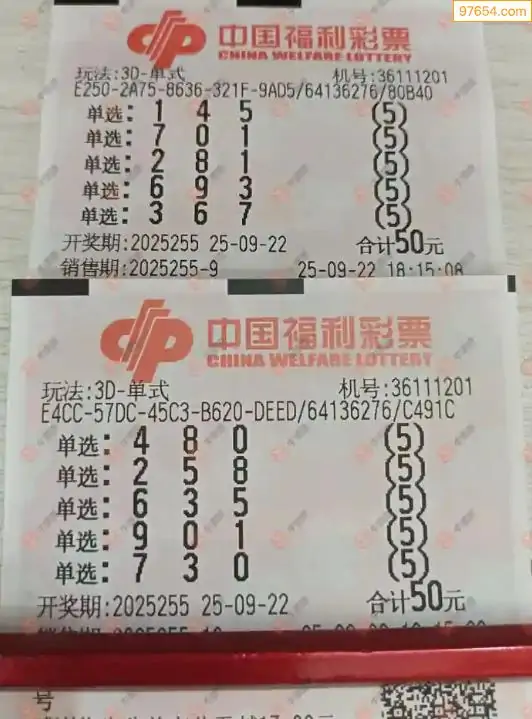 97654.com
中国福利彩票
CHINA WELFARE LOTTERY
玩法:3D-单式 机号:36111201
E250-2A75-8636-321F-9AD5/64136276/80B40
单选: 1 4 5 (5)
单选: 7 0 1 (5)
单选: 2 8 1 (5)
单选: 6 9 3 (5)
单选: 3 6 7 (5)
开奖期:2025255 25-09-22 合计50元
销售期:2025255-9 25-09-22 18:15:08
中国福利彩票
CHINA WELFARE LOTTERY
玩法:3D-单式 机号:36111201
E4CC-57DC-45C3-B620-DEED/64136276/C491C
单选: 4 8 0 (5)
单选: 2 5 8 (5)
单选: 6 3 5 (5)
单选: 9 0 1 (5)
单选: 7 3 0 (5)
开奖期:2025255 25-09-22 合计50元
号